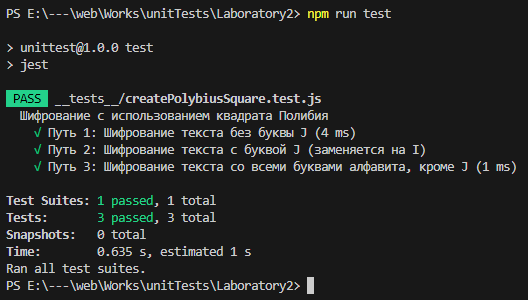 PS E:\---\web\Works\unitTests\Laboratory2> npm run test
> unittest@1.0.0 test
> jest
PASS __tests__/createPolybiusSquare.test.js
Шифрование с использованием квадрата Полибия
√ Путь 1: Шифрование текста без буквы J (4 ms)
√ Путь 2: Шифрование текста с буквой J (заменяется на I)
√ Путь 3: Шифрование текста со всеми буквами алфавита, кроме J (1 ms)
Test Suites: 1 passed, 1 total
Tests: 3 passed, 3 total
Snapshots: 0 total
Time: 0.635 s, estimated 1 s
Ran all test suites.
PS E:\---\web\Works\unitTests\Laboratory2>